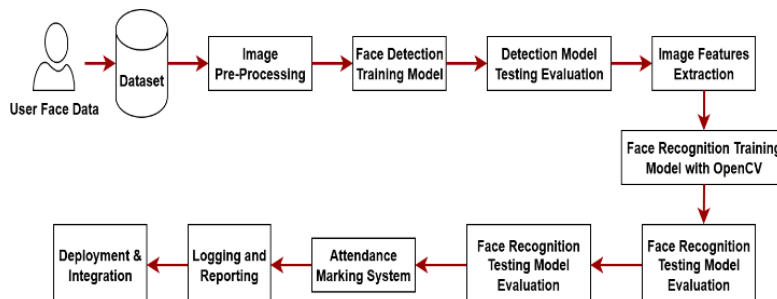 User Face Data
Dataset
Image
Pre-Processing
Face Detection
Training Model
Detection Model
Testing Evaluation
Image Features
Extraction
Face Recognition Training
Model with OpenCV
Face Recognition
Testing Model
Evaluation
Face Recognition
Testing Model
Evaluation
Attendance
Marking System
Logging and
Reporting
Deployment &
Integration